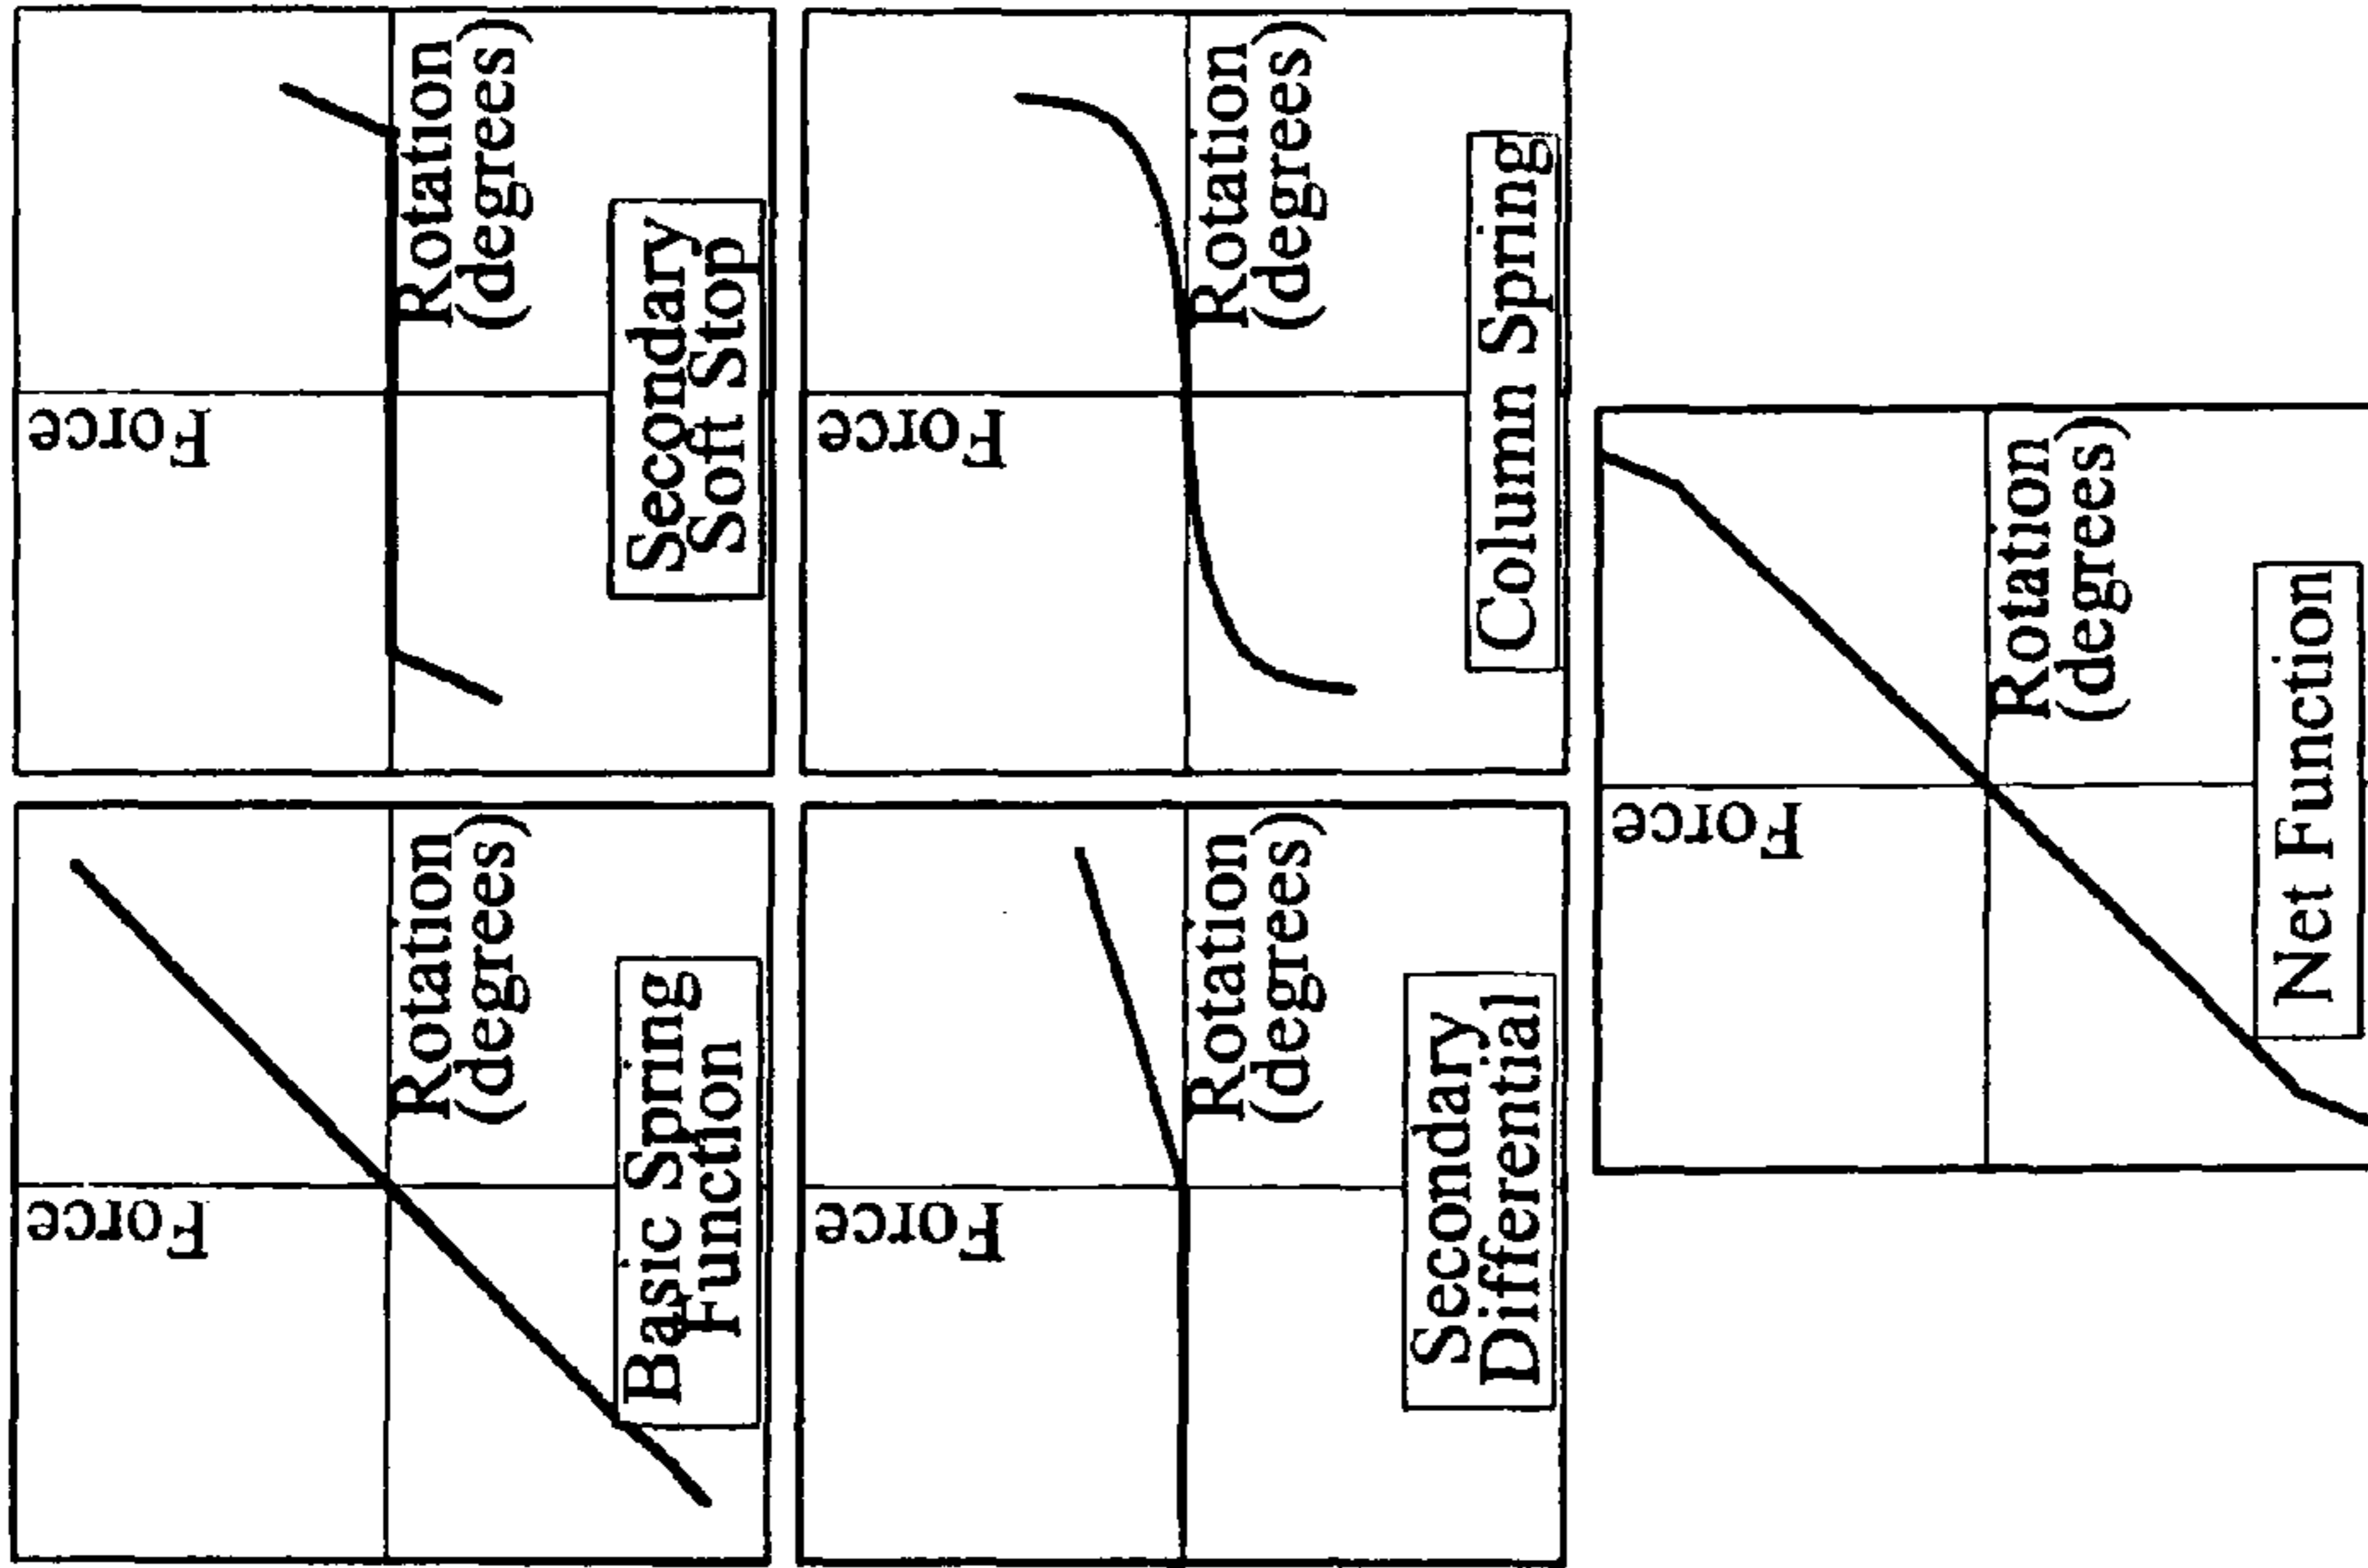 Force
Rotation
(degrees)
Basic Spring
Function
Force
Rotation
(degrees)
Secondary
Soft Stop
Force
Rotation
(degrees)
Secondary
Differential
Force
Rotation
(degrees)
Column Spring
Force
Rotation
(degrees)
Net Function